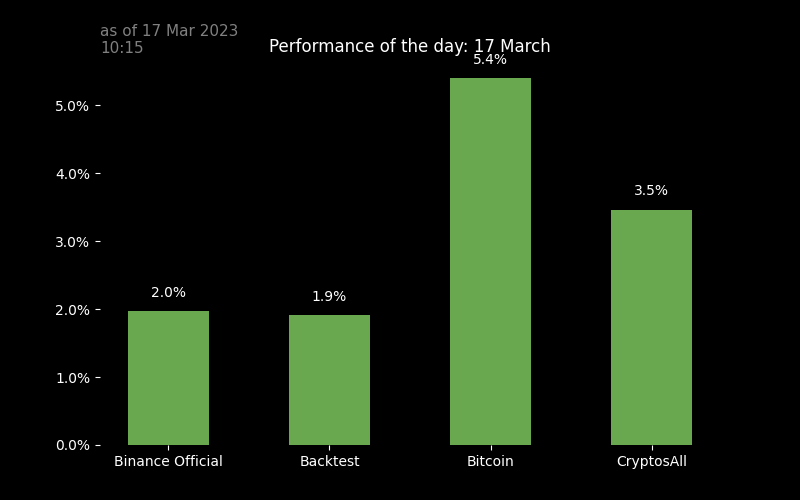 as of 17 Mar 2023
10:15
Performance of the day: 17 March
5.4%
5.0%
4.0%
3.5%
3.0%
2.0%
1.9%
2.0%
1.0%
0.0%
Binance Official
Backtest
Bitcoin
CryptosAll